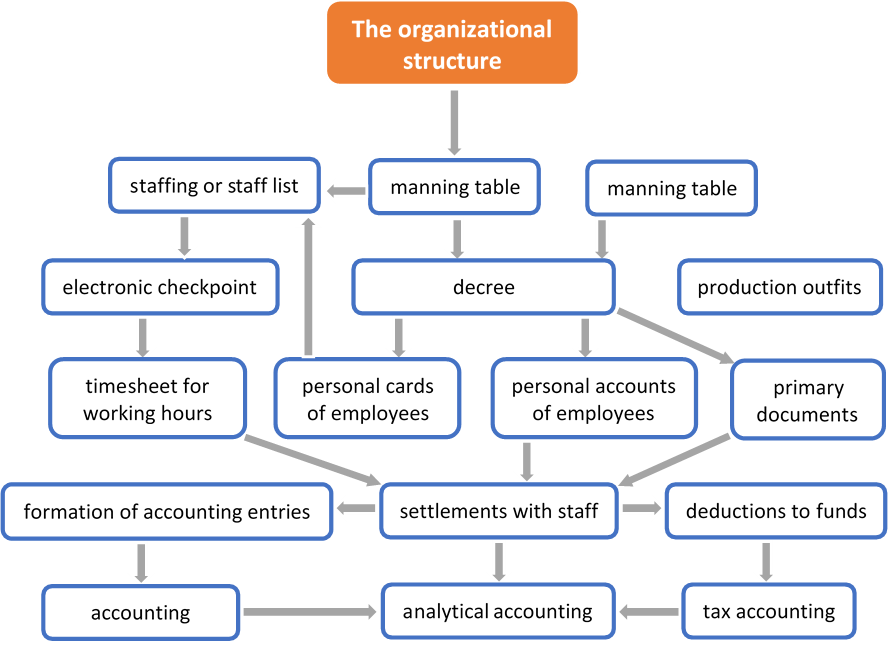 The organizational
structure
staffing or staff list
manning table
manning table
electronic checkpoint
decree
production outfits
timesheet for
working hours
personal cards
of employees
personal accounts
of employees
primary
documents
formation of accounting entries
settlements with staff
deductions to funds
accounting
analytical accounting
tax accounting